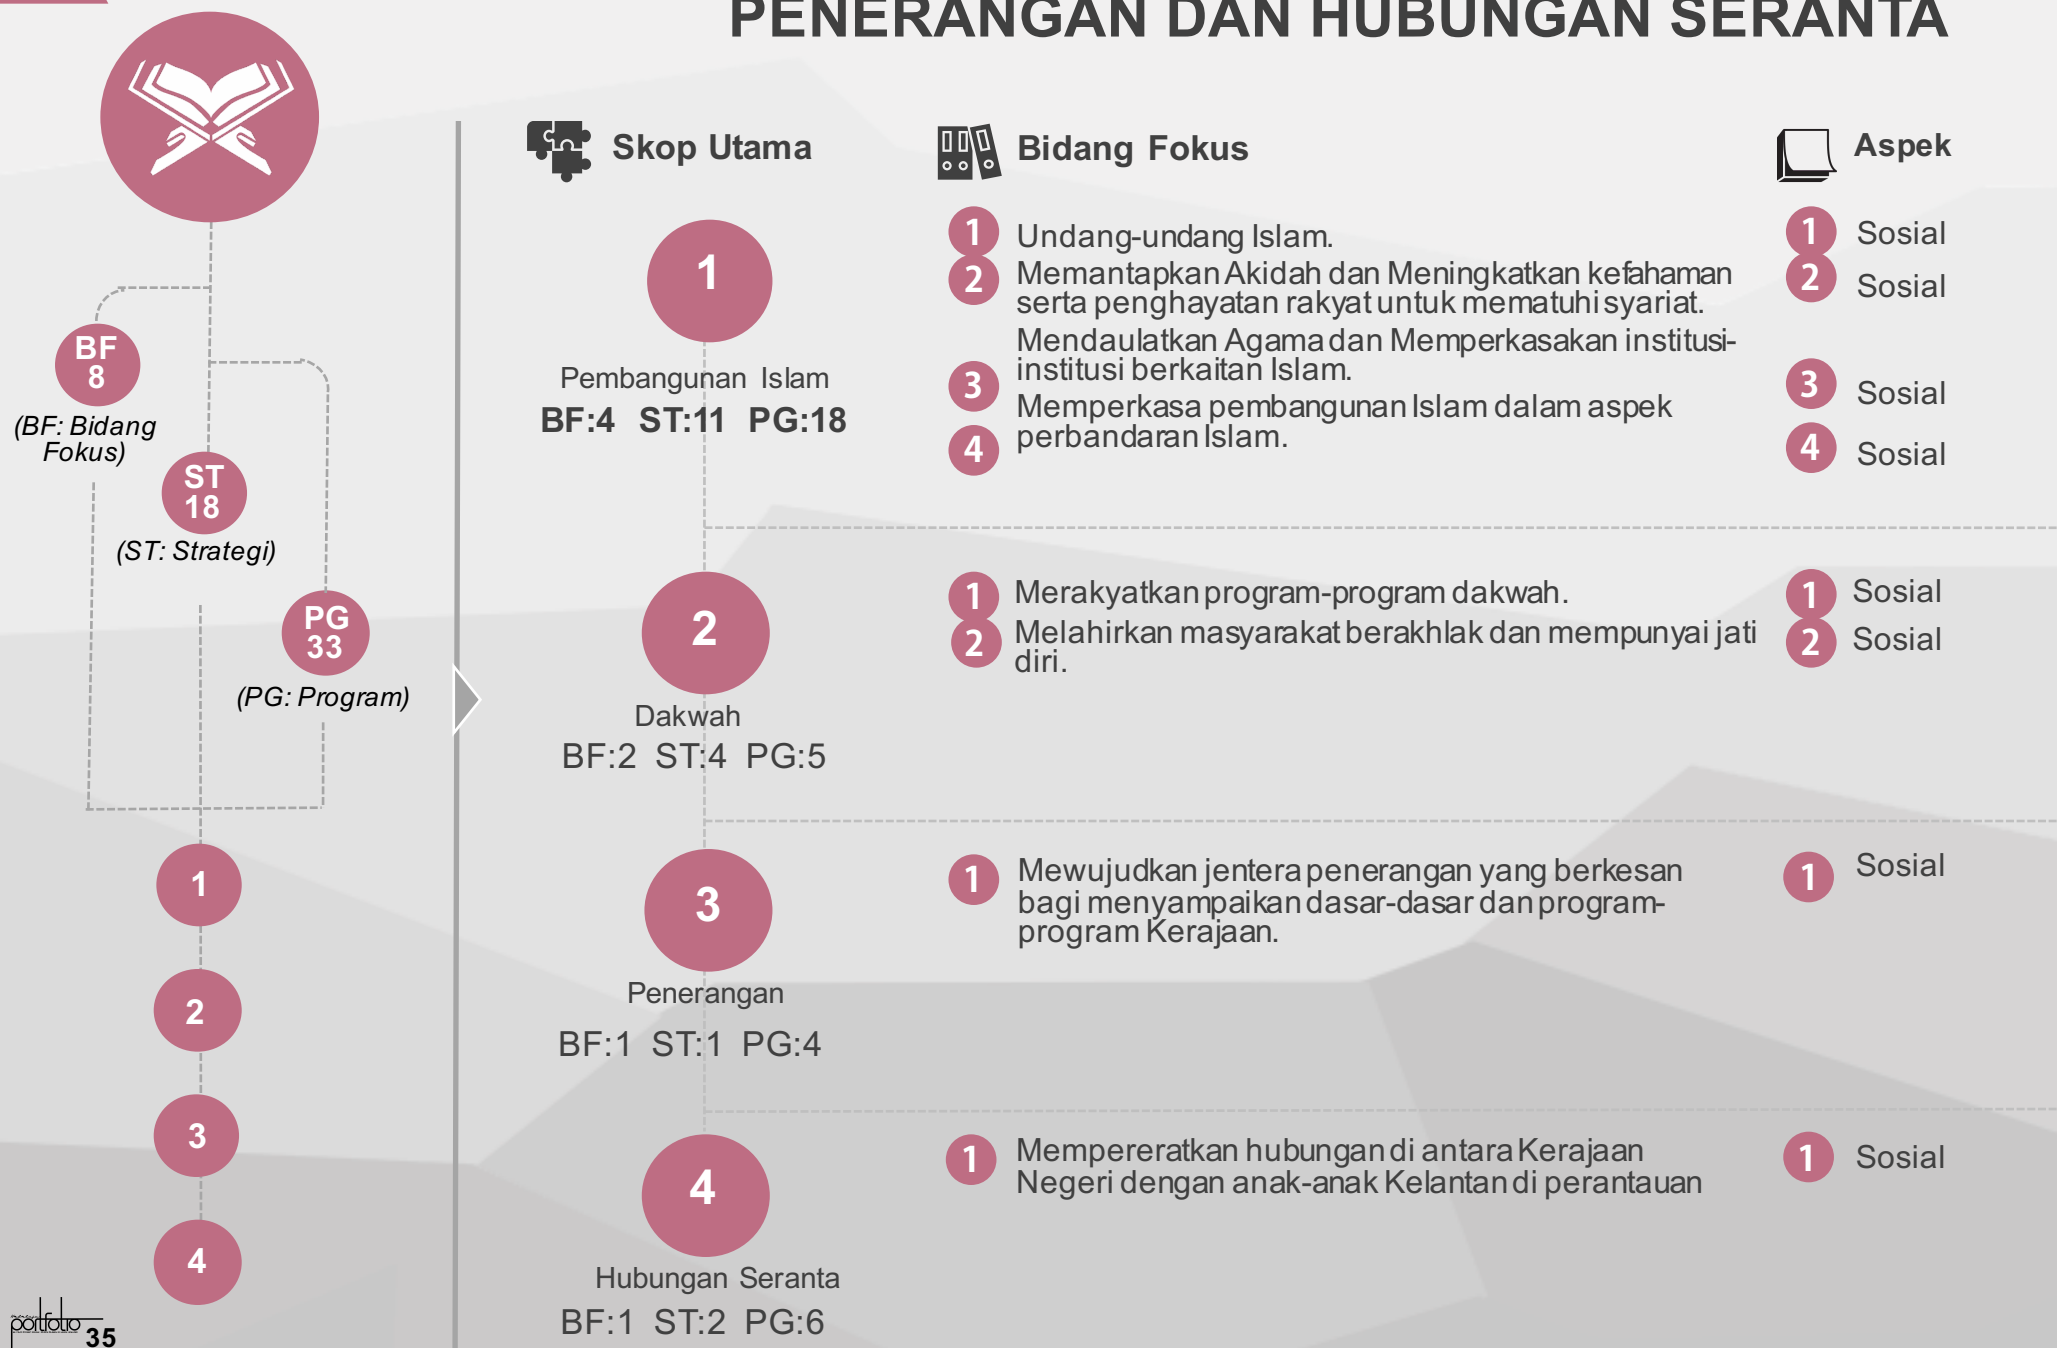 PENERANGAN DAN HUBUNGAN SERANTA
BF
8
(BF: Bidang
Fokus)
ST
18
(ST: Strategi)
PG
33
(PG: Program)
1
2
3
4
Skop Utama
Bidang Fokus
Aspek
1
Pembangunan Islam
BF:4 ST:11 PG:18
1 Undang-undang Islam.
2 Memantapkan Akidah dan Meningkatkan kefahaman
serta penghayatan rakyat untuk mematuhi syariat.
Mendaulatkan Agama dan Memperkasakan institusi-
3 institusi berkaitan Islam.
Memperkasa pembangunan Islam dalam aspek
4 perbandaran Islam.
1 Sosial
2 Sosial
3 Sosial
4 Sosial
2
Dakwah
BF:2 ST:4 PG:5
1 Merakyatkan program-program dakwah.
2 Melahirkan masyarakat berakhlak dan mempunyai jati
diri.
1 Sosial
2 Sosial
3
Penerangan
BF:1 ST:1 PG:4
1 Mewujudkan jentera penerangan yang berkesan
bagi menyampaikan dasar-dasar dan program-
program Kerajaan.
1 Sosial
4
Hubungan Seranta
BF:1 ST:2 PG:6
1 Mempereratkan hubungan di antara Kerajaan
Negeri dengan anak-anak Kelantan di perantauan
1 Sosial
portfolio 35